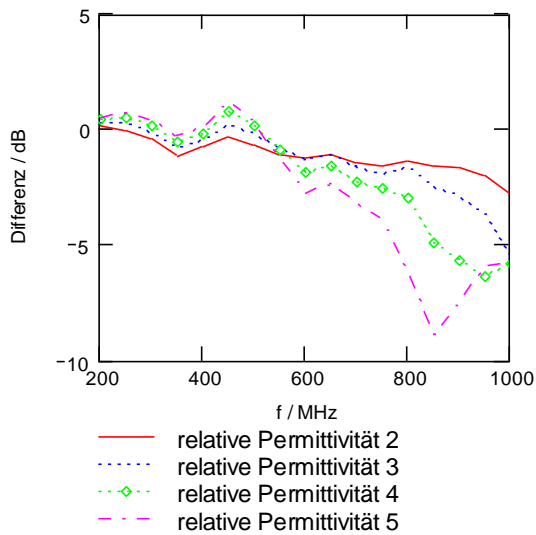 5
0
−5
−10
Differenz / dB
200 400 600 800 1000
f / MHz
relative Permittivität 2
relative Permittivität 3
relative Permittivität 4
relative Permittivität 5